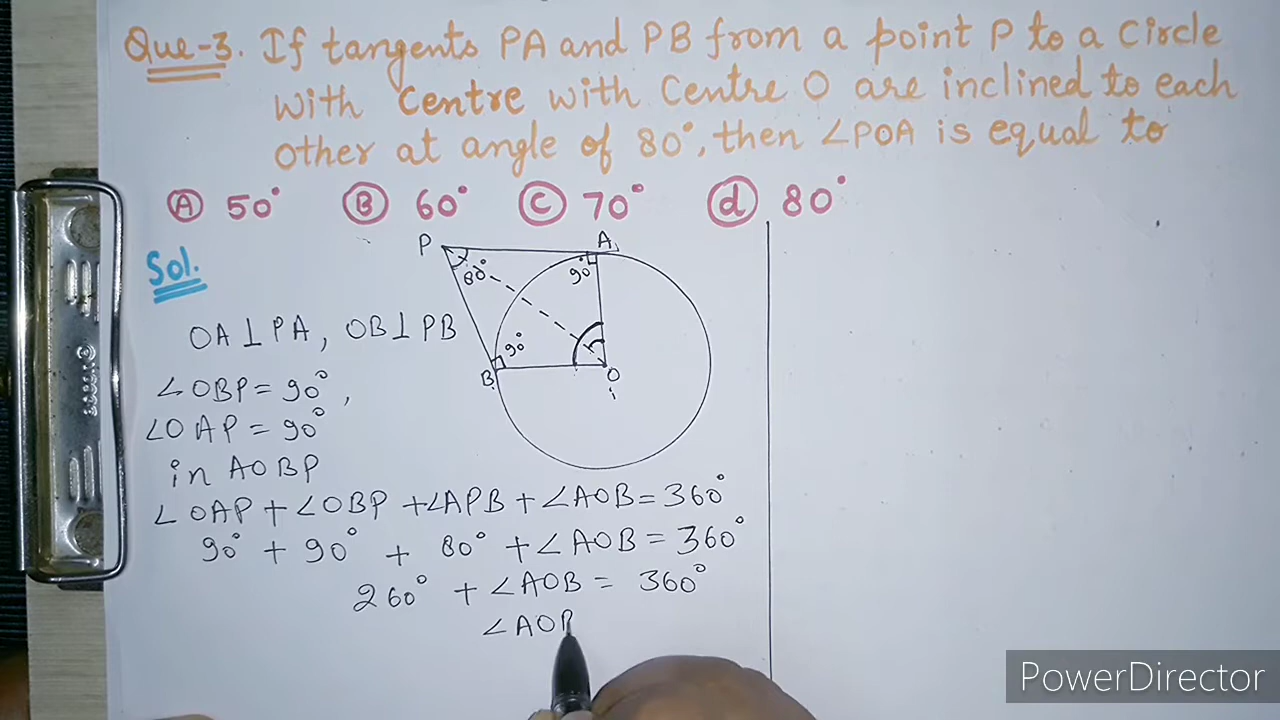 Que-3. If tangents PA and PB from a point P to a Circle
With Centre with Centre O are inclined to each
other at angle of 80°, then ∠POA is equal to
Ⓐ 50° Ⓑ 60° Ⓒ 70° ⓓ 80°
Sol.
P A
80° 90°
90°
B O
OA⊥PA, OB⊥PB
∠OBP = 90°,
∠OAP = 90°
in AOBP
∠OAP + ∠OBP + ∠APB + ∠AOB = 360°
90° + 90° + 80° + ∠AOB = 360°
260° + ∠AOB = 360°
∠AOB
PowerDirector